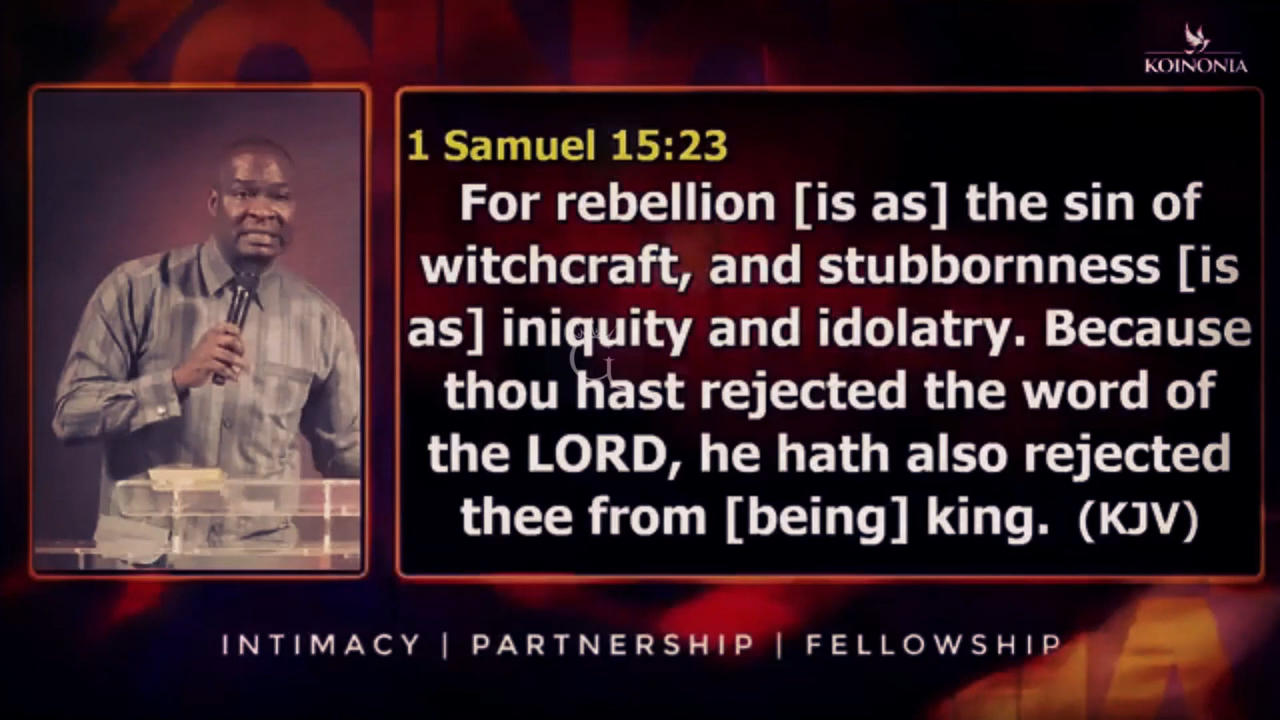 KOINONIA
1 Samuel 15:23
For rebellion [is as] the sin of
witchcraft, and stubbornness [is
as] iniquity and idolatry. Because
thou hast rejected the word of
the LORD, he hath also rejected
thee from [being] king. (KJV)
INTIMACY | PARTNERSHIP | FELLOWSHIP